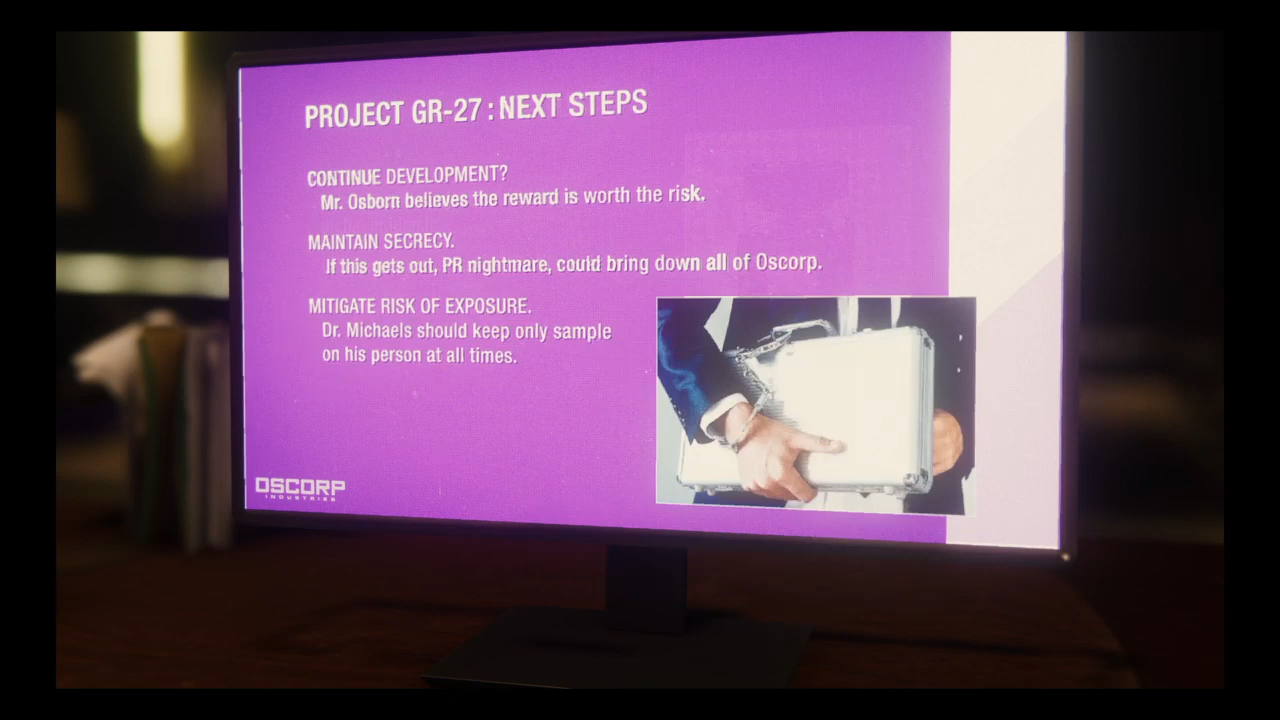 PROJECT GR-27 : NEXT STEPS
CONTINUE DEVELOPMENT?
Mr. Osborn believes the reward is worth the risk.
MAINTAIN SECRECY.
If this gets out, PR nightmare, could bring down all of Oscorp.
MITIGATE RISK OF EXPOSURE.
Dr. Michaels should keep only sample
on his person at all times.
OSCORP
INDUSTRIES